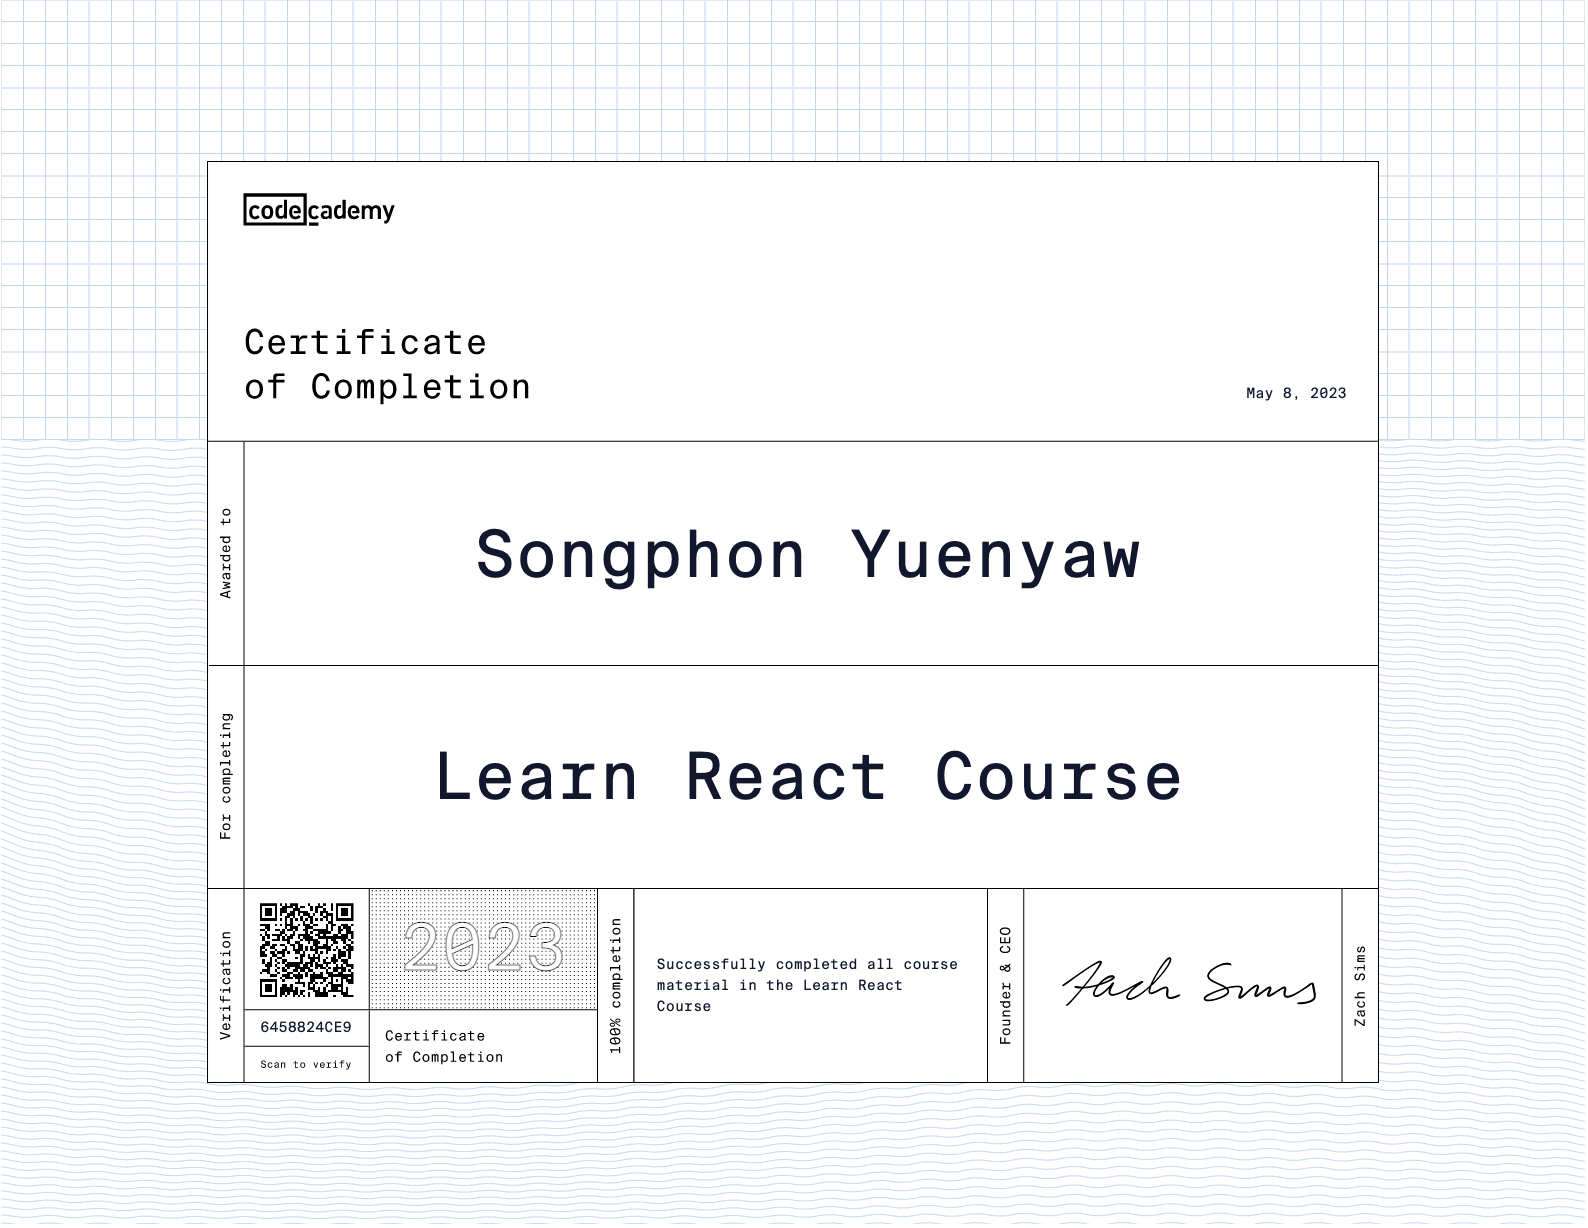 codecademy
Certificate
of Completion
May 8, 2023
Awarded to
Songphon Yuenyaw
For completing
Learn React Course
Verification
6458824CE9
Scan to verify
2023
Certificate
of Completion
100% completion
Successfully completed all course
material in the Learn React
Course
Founder & CEO
Zach Sims
Zach Sims